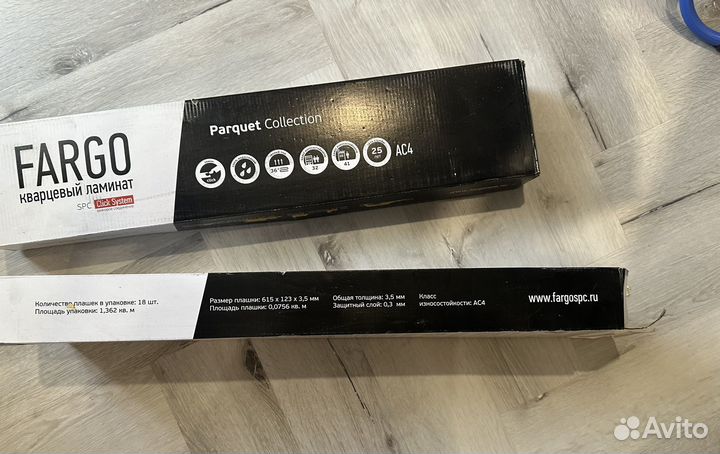 FARGO
кварцевый ламинат
SPC Click System
Parquet Collection
click
36°
32
41
25
AC4
Количество плашек в упаковке: 18 шт.
Площадь упаковки: 1,362 кв. м
Размер плашки: 615 x 123 x 3,5 мм
Площадь плашки: 0,0756 кв. м
Общая толщина: 3,5 мм
Защитный слой: 0,3 мм
Класс
износостойкости: AC4
www.fargospc.ru
Avito